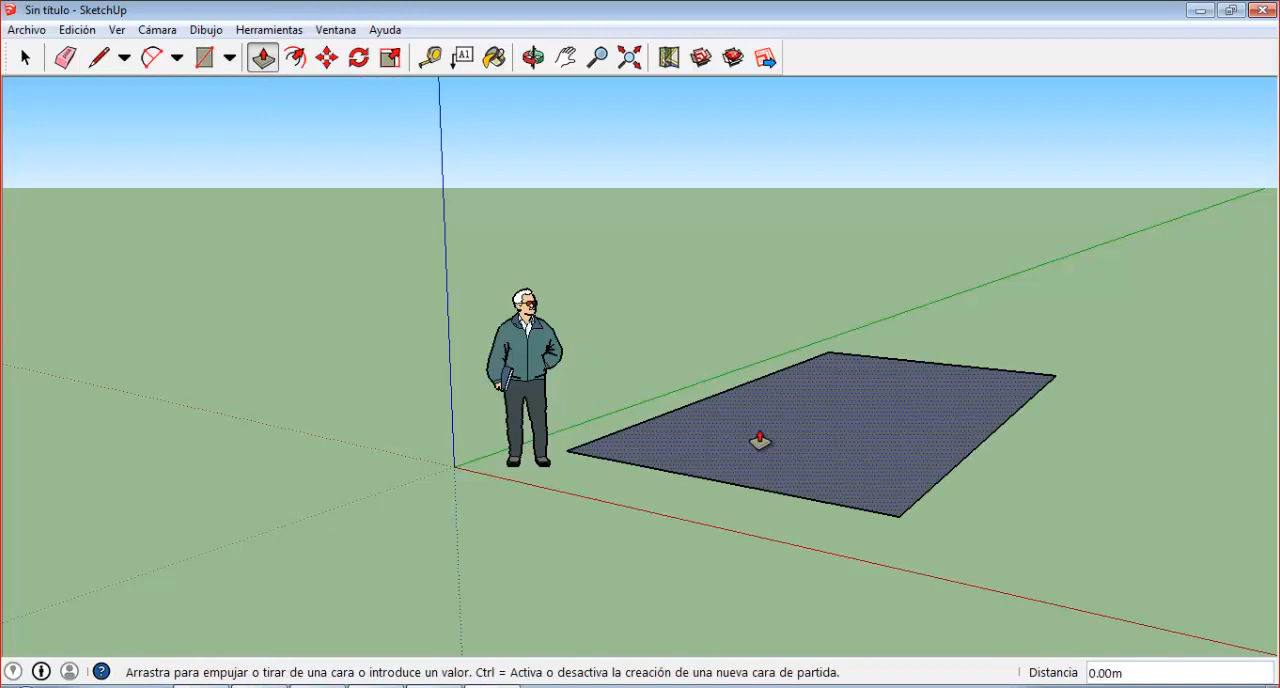 Sin título - SketchUp
Archivo Edición Ver Cámara Dibujo Herramientas Ventana Ayuda
A1
Arrastra para empujar o tirar de una cara o introduce un valor. Ctrl = Activa o desactiva la creación de una nueva cara de partida. Distancia 0.00m